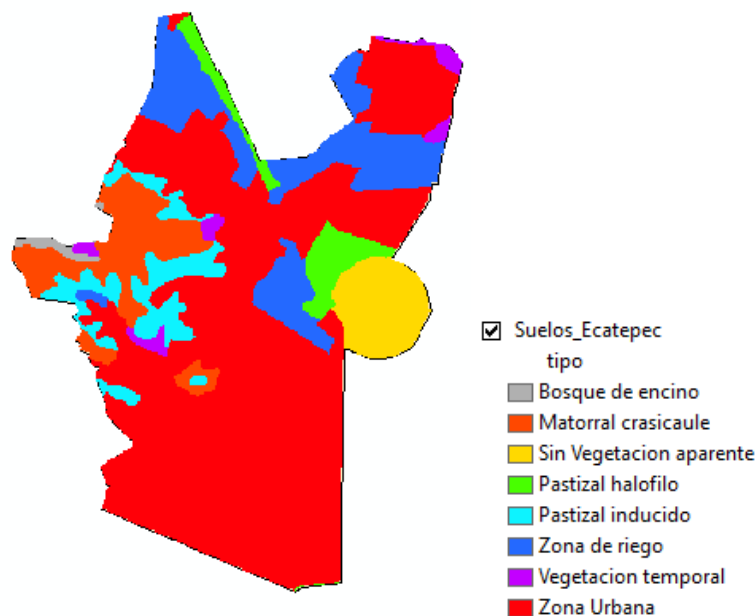 Suelos_Ecatepec
tipo
Bosque de encino
Matorral crasicaule
Sin Vegetacion aparente
Pastizal halofilo
Pastizal inducido
Zona de riego
Vegetacion temporal
Zona Urbana